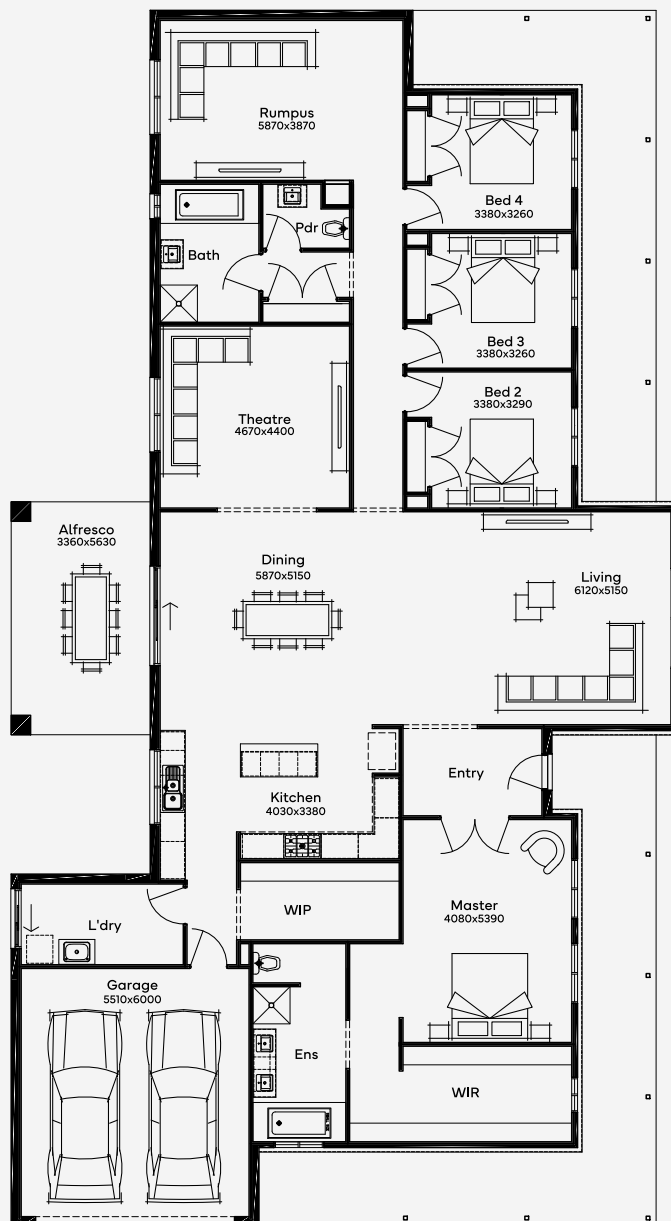 Rumpus
5870x3870
Bed 4
3380x3260
Pdr
Bath
Bed 3
3380x3260
Bed 2
3380x3290
Theatre
4670x4400
Alfresco
3360x5630
Dining
5870x5150
Living
6120x5150
Entry
Kitchen
4030x3380
Master
4080x5390
WIP
L'dry
Garage
5510x6000
Ens
WIR